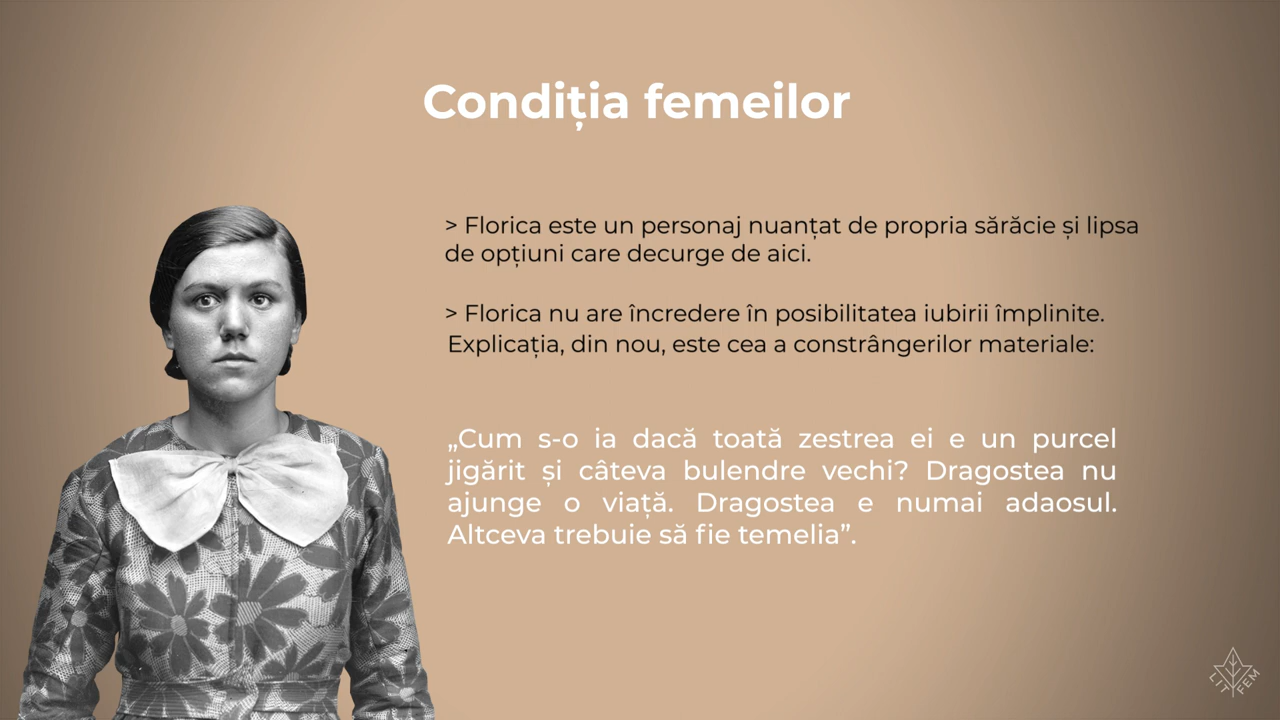 Condiția femeilor
> Florica este un personaj nuanțat de propria sărăcie și lipsa
de opțiuni care decurge de aici.
> Florica nu are încredere în posibilitatea iubirii împlinite.
Explicația, din nou, este cea a constrângerilor materiale:
„Cum s-o ia dacă toată zestrea ei e un purcel
jigărit și câteva bulendre vechi? Dragostea nu
ajunge o viață. Dragostea e numai adaosul.
Altceva trebuie să fie temelia”.
LIT FEM